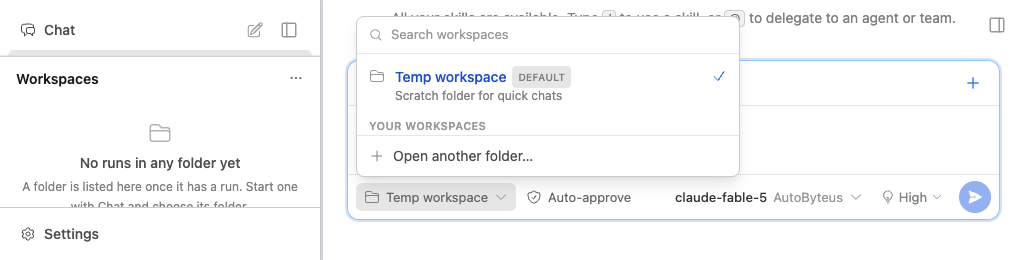 Chat
Workspaces
No runs in any folder yet
A folder is listed here once it has a run. Start one
with Chat and choose its folder.
Settings
All your skills are available. Type / to use a skill, or @ to delegate to an agent or team.
Search workspaces
Temp workspace DEFAULT
Scratch folder for quick chats
YOUR WORKSPACES
Open another folder...
Temp workspace
Auto-approve
claude-fable-5 AutoByteus
High